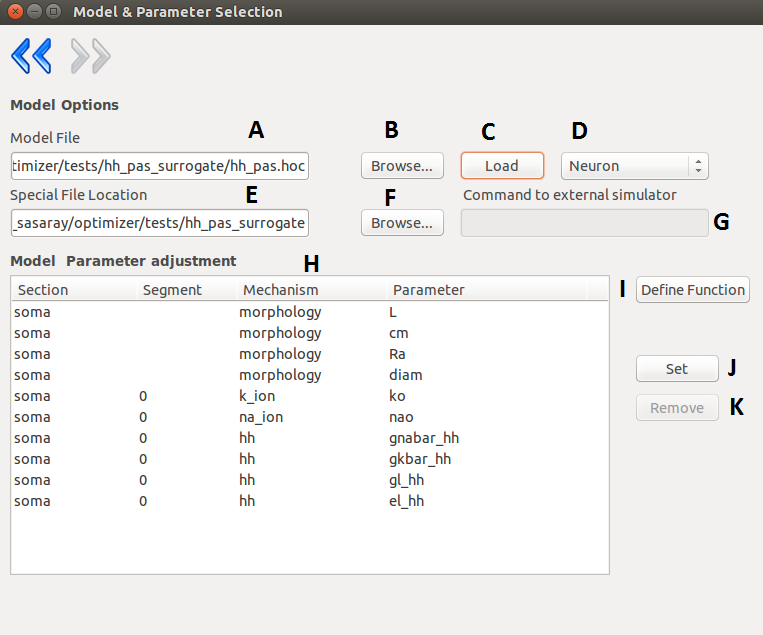 Model & Parameter Selection
Model Options
A B C D
Model File
timizer/tests/hh_pas_surrogate/hh_pas.hoc Browse... Load Neuron
E F
Special File Location Command to external simulator
_sasaray/optimizer/tests/hh_pas_surrogate Browse... G
Model Parameter adjustment H
Section Segment Mechanism Parameter I Define Function
soma morphology L
soma morphology cm
soma morphology Ra
soma morphology diam
soma 0 k_ion ko
soma 0 na_ion nao
soma 0 hh gnabar_hh
soma 0 hh gkbar_hh
soma 0 hh gl_hh
soma 0 hh el_hh
Set J
Remove K